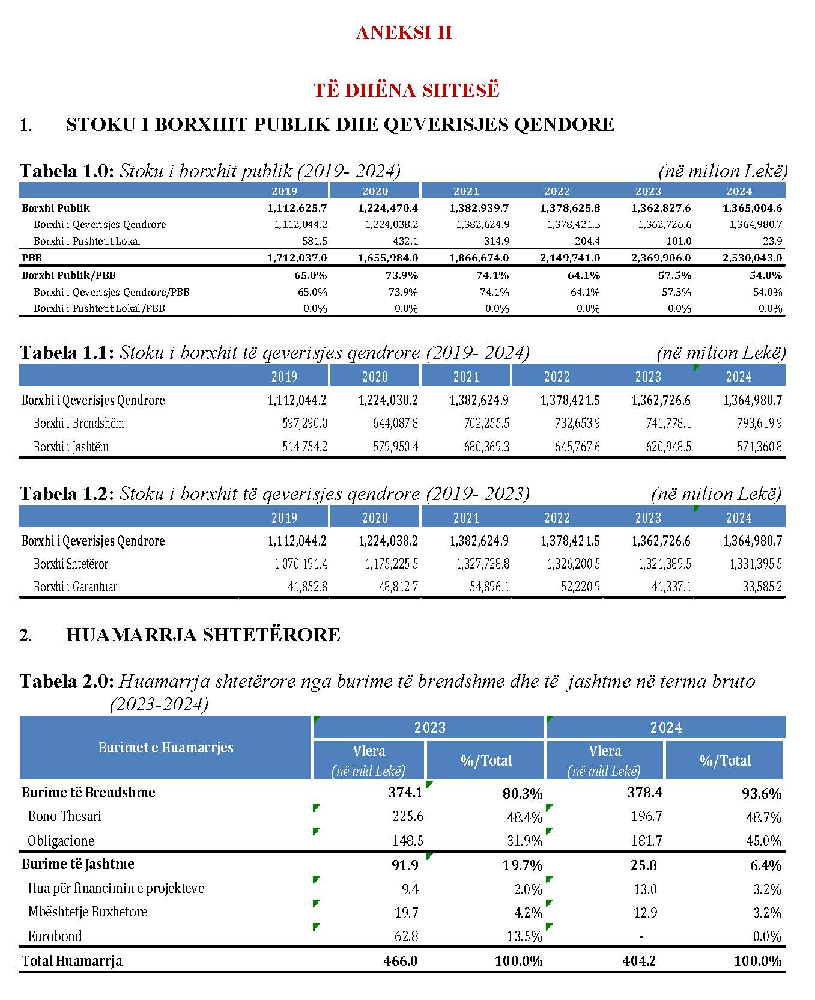 ANEKSI II
TË DHËNA SHTESË
1. STOKU I BORXHIT PUBLIK DHE QEVERISJES QENDORE
Tabela 1.0: Stoku i borxhit publik (2019- 2024) (në milion Lekë)
2019 2020 2021 2022 2023 2024
Borxhi Publik 1,112,625.7 1,224,470.4 1,382,939.7 1,378,625.8 1,362,827.6 1,365,004.6
Borxhi i Qeverisjes Qendrore 1,112,044.2 1,224,038.2 1,382,624.9 1,378,421.5 1,362,726.6 1,364,980.7
Borxhi i Pushtetit Lokal 581.5 432.1 314.9 204.4 101.0 23.9
PBB 1,712,037.0 1,655,984.0 1,866,674.0 2,149,741.0 2,369,906.0 2,530,043.0
Borxhi Publik/PBB 65.0% 73.9% 74.1% 64.1% 57.5% 54.0%
Borxhi i Qeverisjes Qendrore/PBB 65.0% 73.9% 74.1% 64.1% 57.5% 54.0%
Borxhi i Pushtetit Lokal/PBB 0.0% 0.0% 0.0% 0.0% 0.0% 0.0%
Tabela 1.1: Stoku i borxhit të qeverisjes qendrore (2019- 2024) (në milion Lekë)
2019 2020 2021 2022 2023 2024
Borxhi i Qeverisjes Qendrore 1,112,044.2 1,224,038.2 1,382,624.9 1,378,421.5 1,362,726.6 1,364,980.7
Borxhi i Brendshëm 597,290.0 644,087.8 702,255.5 732,653.9 741,778.1 793,619.9
Borxhi i Jashtëm 514,754.2 579,950.4 680,369.3 645,767.6 620,948.5 571,360.8
Tabela 1.2: Stoku i borxhit të qeverisjes qendrore (2019- 2023) (në milion Lekë)
2019 2020 2021 2022 2023 2024
Borxhi i Qeverisjes Qendrore 1,112,044.2 1,224,038.2 1,382,624.9 1,378,421.5 1,362,726.6 1,364,980.7
Borxhi Shtetëror 1,070,191.4 1,175,225.5 1,327,728.8 1,326,200.5 1,321,389.5 1,331,395.5
Borxhi i Garantuar 41,852.8 48,812.7 54,896.1 52,220.9 41,337.1 33,585.2
2. HUAMARRJA SHTETËRORE
Tabela 2.0: Huamarrja shtetërore nga burime të brendshme dhe të jashtme në terma bruto
(2023-2024)
Burimet e Huamarrjes 2023 2024
Vlera %/Total Vlera %/Total
(në mld Lekë) (në mld Lekë)
Burime të Brendshme 374.1 80.3% 378.4 93.6%
Bono Thesari 225.6 48.4% 196.7 48.7%
Obligacione 148.5 31.9% 181.7 45.0%
Burime të Jashtme 91.9 19.7% 25.8 6.4%
Hua për financimin e projekteve 9.4 2.0% 13.0 3.2%
Mbështetje Buxhetore 19.7 4.2% 12.9 3.2%
Eurobond 62.8 13.5% - 0.0%
Total Huamarrja 466.0 100.0% 404.2 100.0%